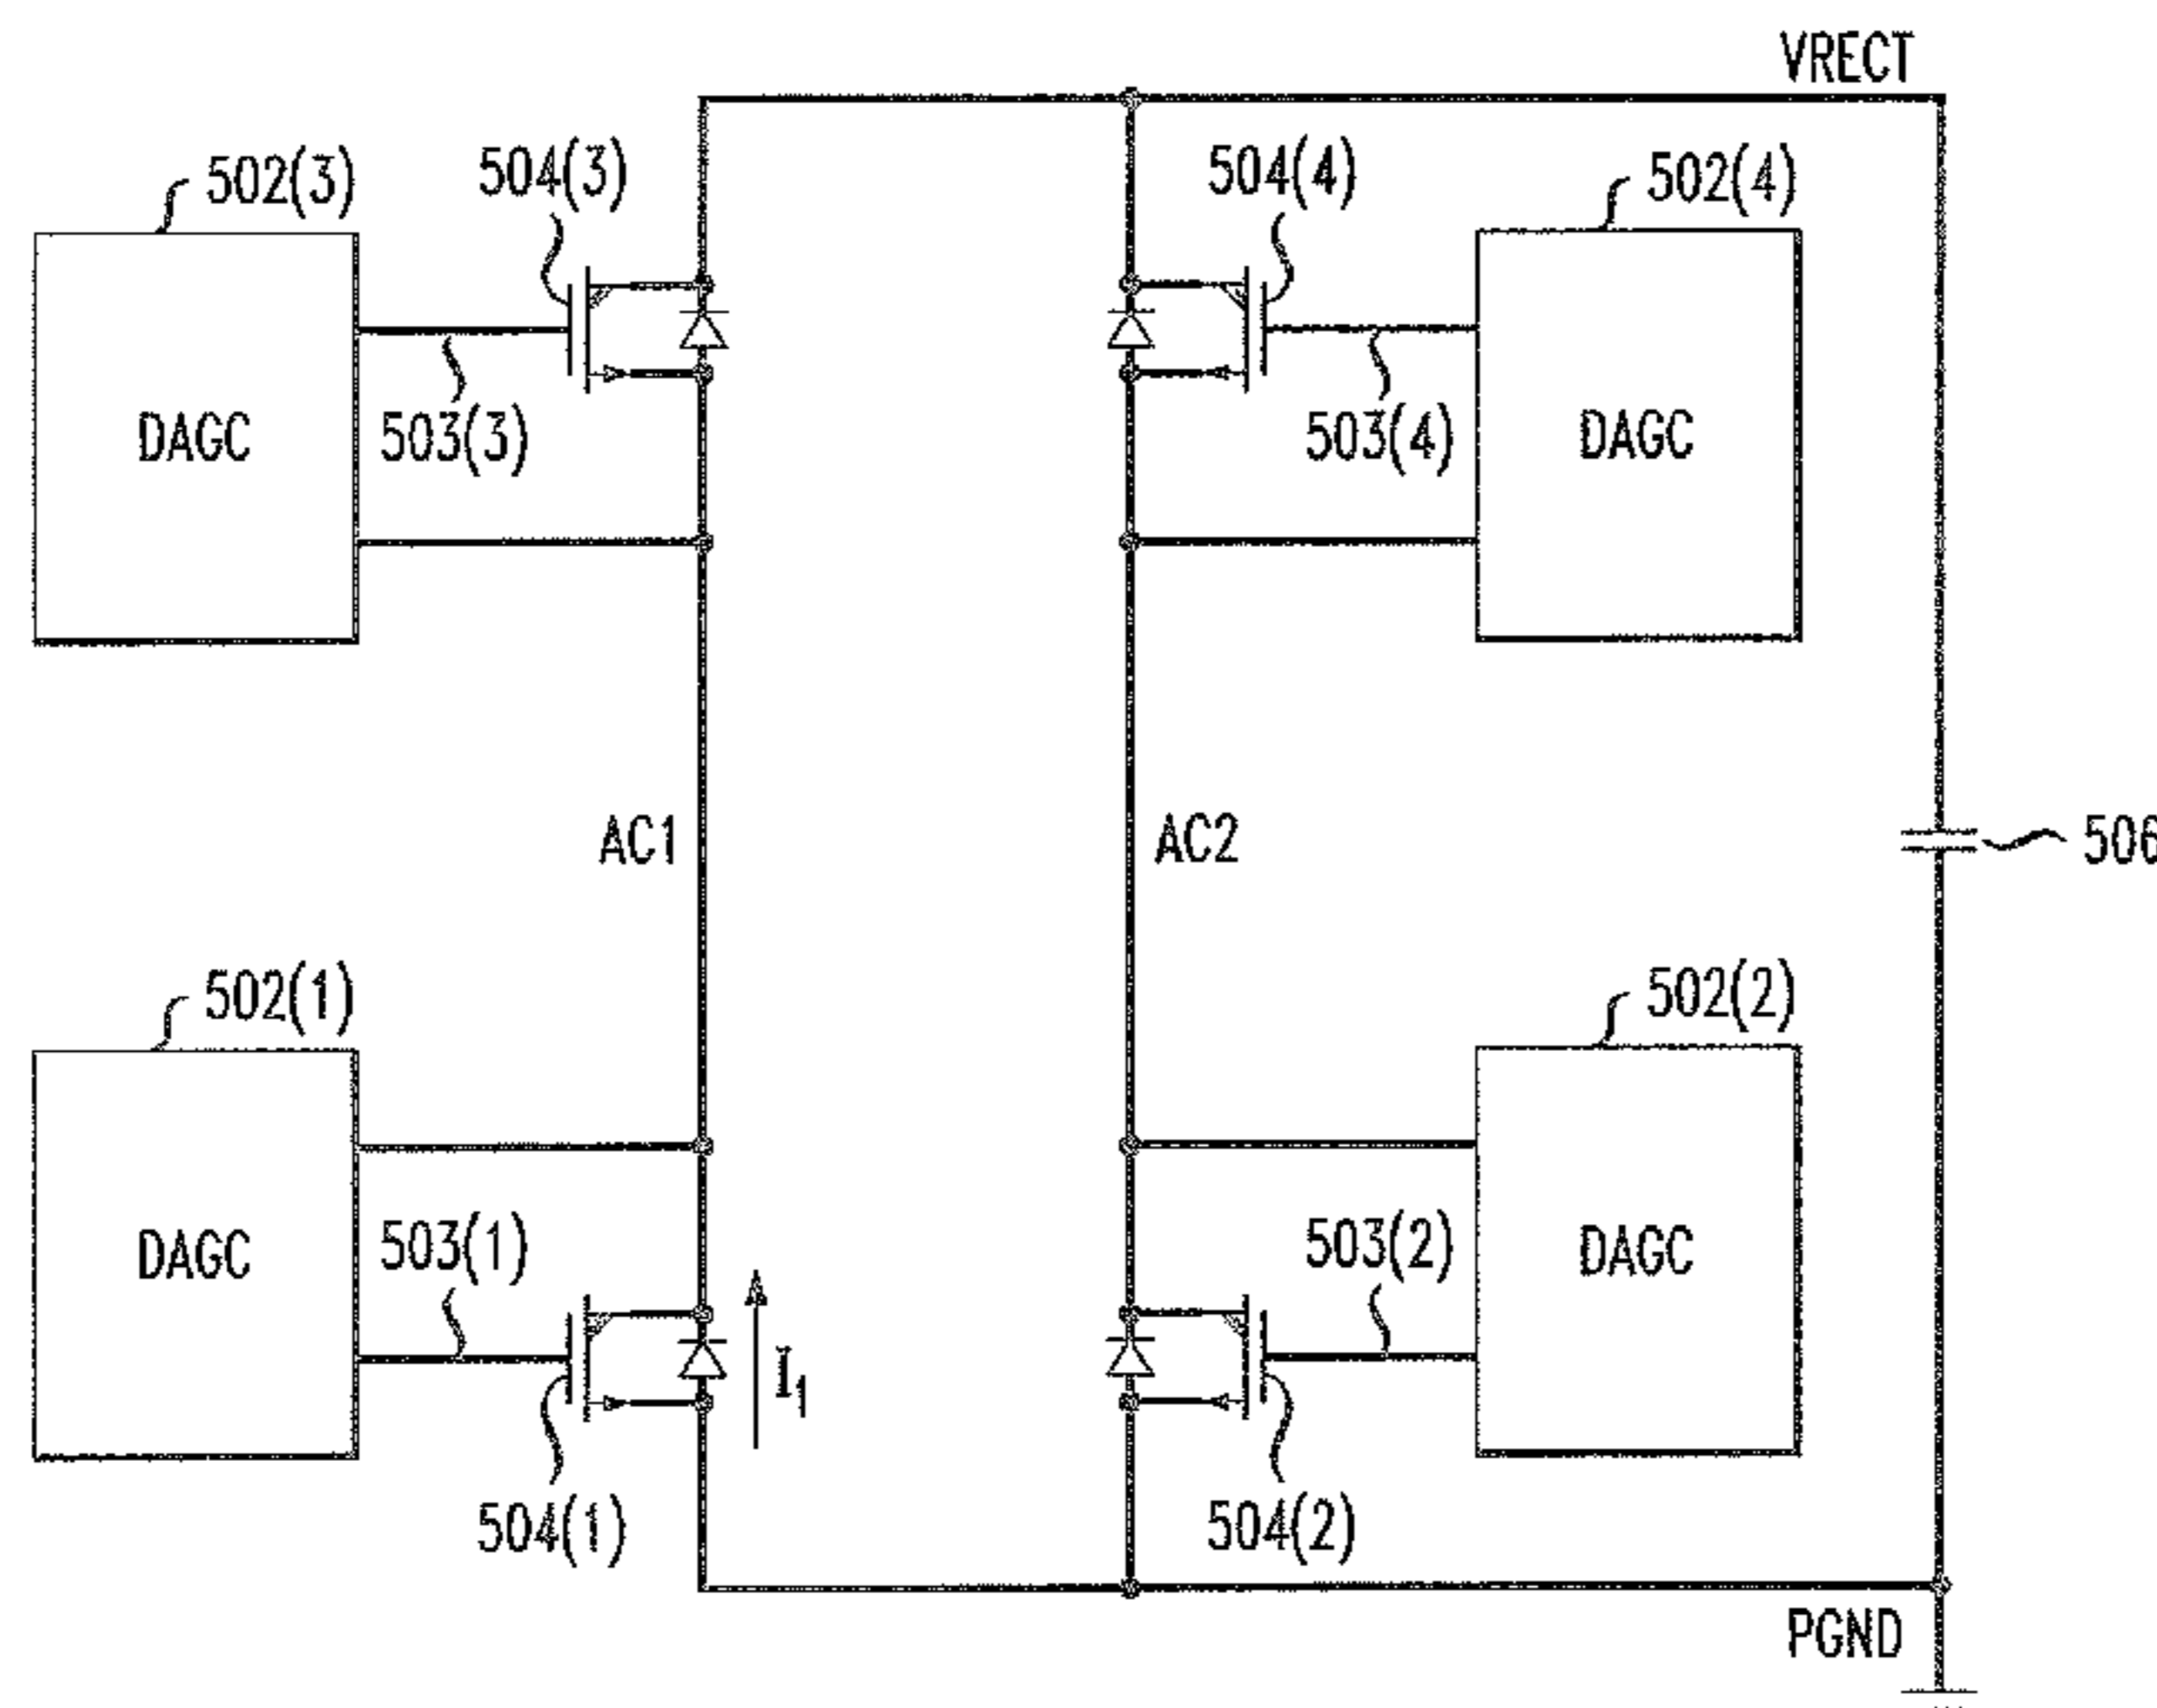 VRECT
504(3)
504(4)
502(3)
502(4)
DAGC
503(3)
503(4)
DAGC
AC1
AC2
506
502(1)
502(2)
503(1)
503(2)
DAGC
DAGC
I1
504(1)
504(2)
PGND